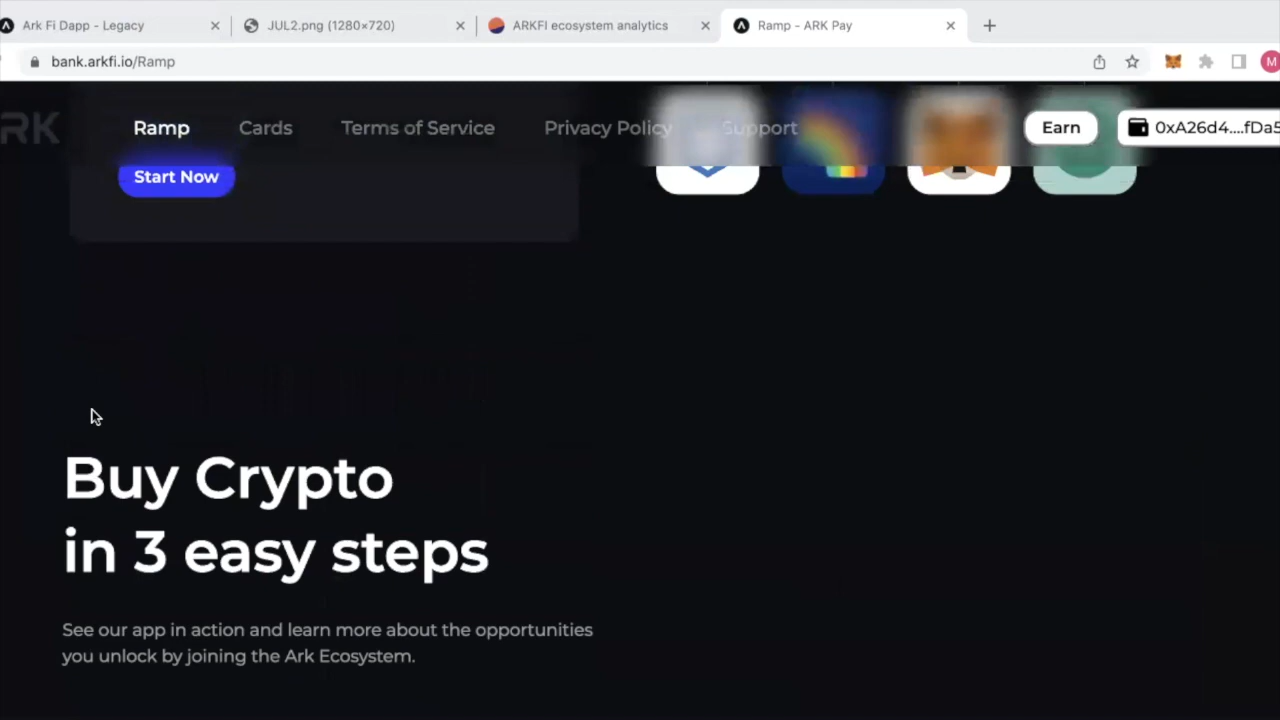 Ark Fi Dapp - Legacy
JUL2.png (1280×720)
ARKFI ecosystem analytics
Ramp - ARK Pay
bank.arkfi.io/Ramp
M
RK
Ramp
Cards
Terms of Service
Privacy Policy
Support
Earn
0xA26d4....fDa5
Start Now
Buy Crypto
in 3 easy steps
See our app in action and learn more about the opportunities
you unlock by joining the Ark Ecosystem.